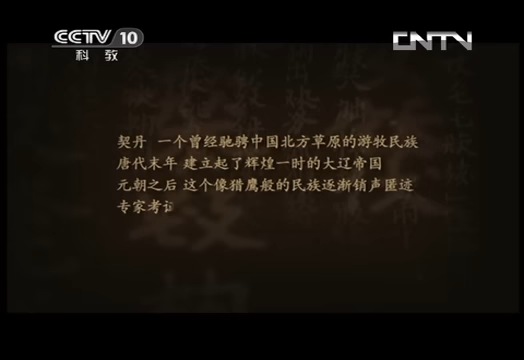 CCTV 10
科教
CNTV
契丹 一个曾经驰骋中国北方草原的游牧民族
唐代末年 建立起了辉煌一时的大辽帝国
元朝之后 这个像猎鹰般的民族逐渐销声匿迹
专家考证